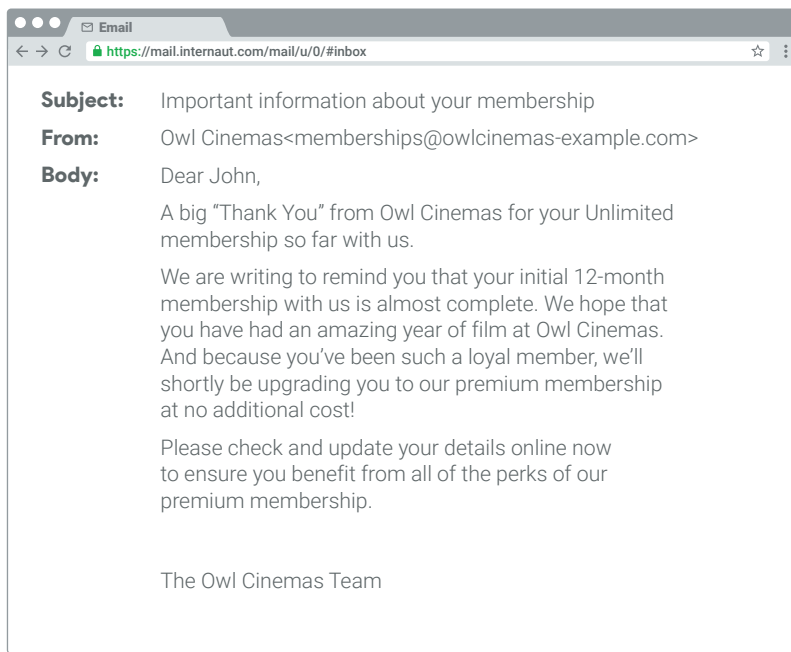 Email
https://mail.internaut.com/mail/u/0/#inbox
Subject: Important information about your membership
From: Owl Cinemas<memberships@owlcinemas-example.com>
Body: Dear John,
A big “Thank You” from Owl Cinemas for your Unlimited
membership so far with us.
We are writing to remind you that your initial 12-month
membership with us is almost complete. We hope that
you have had an amazing year of film at Owl Cinemas.
And because you’ve been such a loyal member, we’ll
shortly be upgrading you to our premium membership
at no additional cost!
Please check and update your details online now
to ensure you benefit from all of the perks of our
premium membership.
The Owl Cinemas Team